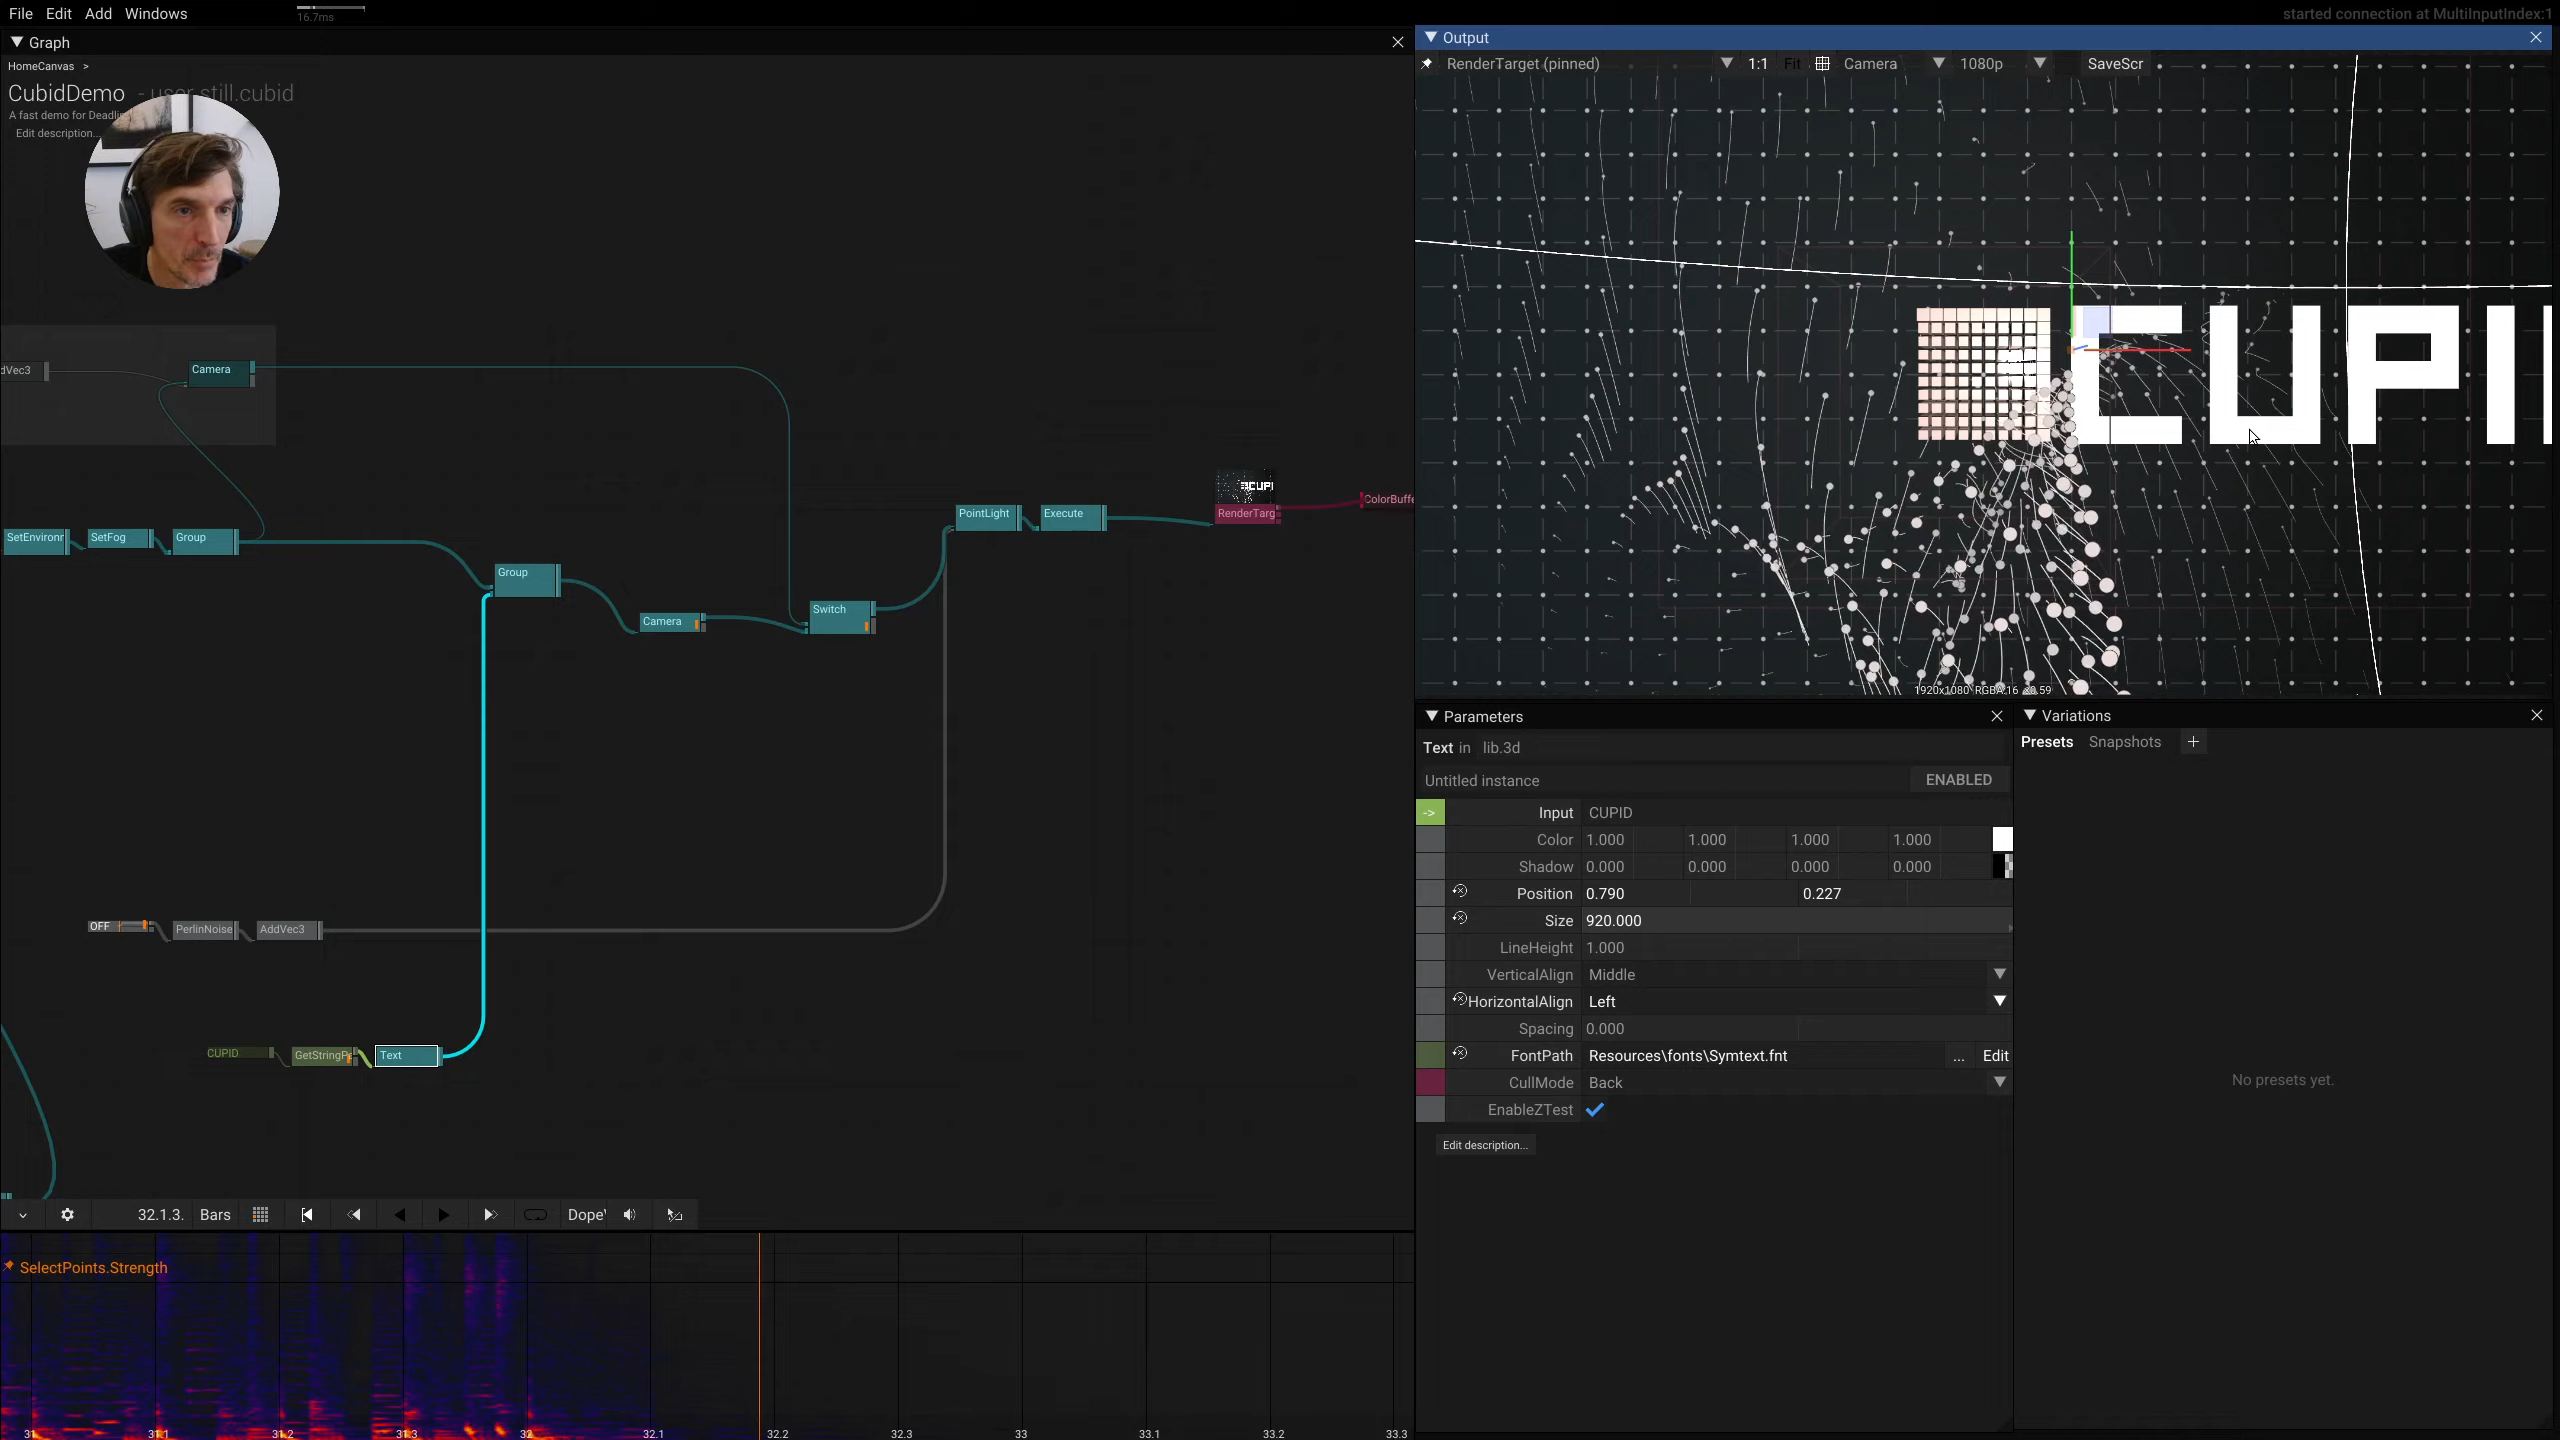 File Edit Add Windows
16.7ms
started connection at MultiInputIndex:1
Graph
HomeCanvas >
CubidDemo - user.still.cubid
A fast demo for Deadli
Edit description...
dVec3
Camera
SetEnvironr
SetFog
Group
Group
Camera
Switch
PointLight
Execute
CUPI
RenderTarg
ColorBuffe
OFF
PerlinNoise
AddVec3
CUPID
GetStringP
Text
32.1.3.
Bars
DopeV
SelectPoints.Strength
31 31.1 31.2 31.3 32 32.1 32.2 32.3 33 33.1 33.2 33.3
Output
RenderTarget (pinned)
1:1 Fit
Camera
1080p
SaveScr
CUPI
1920x1080 RGBA.16 x0.59
Parameters
Text in lib.3d
Untitled instance
ENABLED
-> Input CUPID
Color 1.000 1.000 1.000 1.000
Shadow 0.000 0.000 0.000 0.000
Position 0.790 0.227
Size 920.000
LineHeight 1.000
VerticalAlign Middle
HorizontalAlign Left
Spacing 0.000
FontPath Resources\fonts\Symtext.fnt ... Edit
CullMode Back
EnableZTest
Edit description...
Variations
Presets Snapshots +
No presets yet.